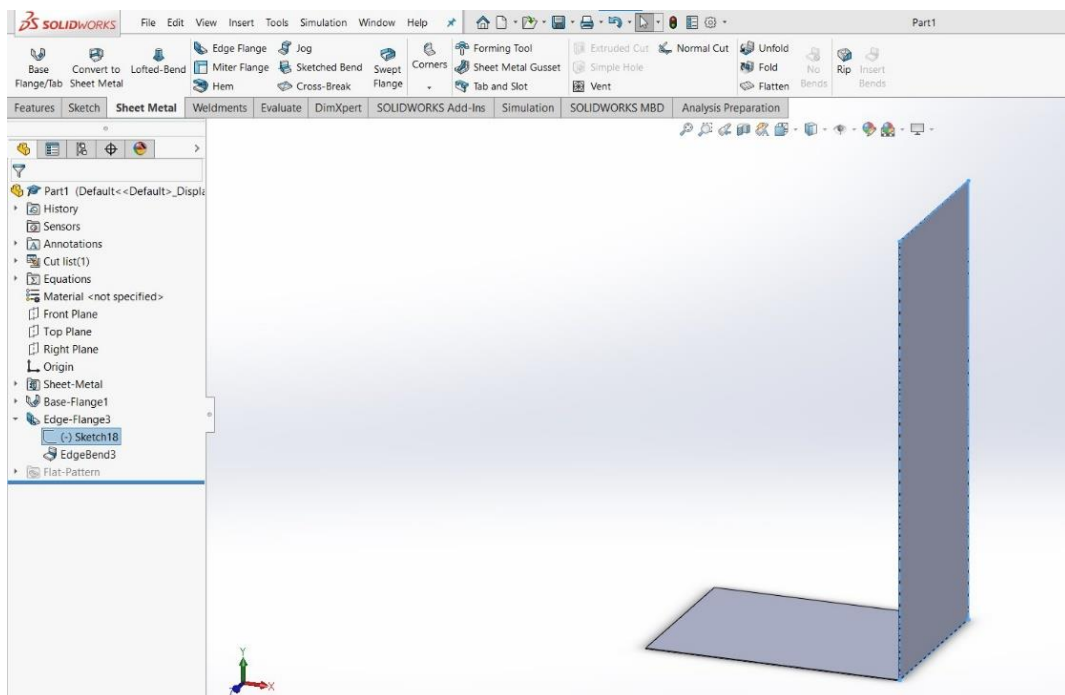 SOLIDWORKS File Edit View Insert Tools Simulation Window Help Part1
Edge Flange Jog Forming Tool Extruded Cut Normal Cut Unfold
Base Flange/Tab Convert to Sheet Metal Lofted-Bend Miter Flange Sketched Bend Swept Flange Corners Sheet Metal Gusset Simple Hole Fold No Bends Rip Insert Bends
Hem Cross-Break Tab and Slot Vent Flatten
Features Sketch Sheet Metal Weldments Evaluate DimXpert SOLIDWORKS Add-Ins Simulation SOLIDWORKS MBD Analysis Preparation
Part1 (Default<<Default>_Displa
History
Sensors
Annotations
Cut list(1)
Equations
Material <not specified>
Front Plane
Top Plane
Right Plane
Origin
Sheet-Metal
Base-Flange1
Edge-Flange3
(-) Sketch18
EdgeBend3
Flat-Pattern
Y
X